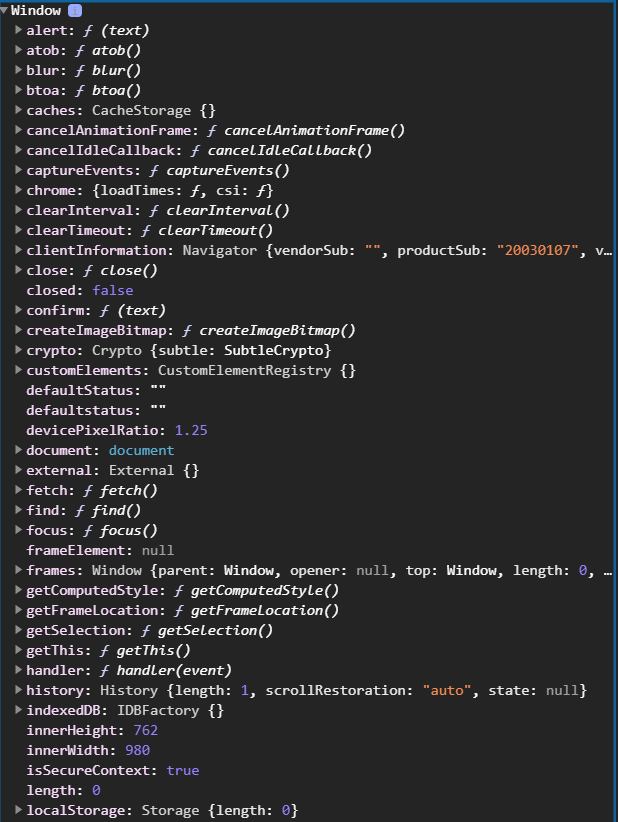 Window i
alert: ƒ (text)
atob: ƒ atob()
blur: ƒ blur()
btoa: ƒ btoa()
caches: CacheStorage {}
cancelAnimationFrame: ƒ cancelAnimationFrame()
cancelIdleCallback: ƒ cancelIdleCallback()
captureEvents: ƒ captureEvents()
chrome: {loadTimes: ƒ, csi: ƒ}
clearInterval: ƒ clearInterval()
clearTimeout: ƒ clearTimeout()
clientInformation: Navigator {vendorSub: "", productSub: "20030107", v…
close: ƒ close()
closed: false
confirm: ƒ (text)
createImageBitmap: ƒ createImageBitmap()
crypto: Crypto {subtle: SubtleCrypto}
customElements: CustomElementRegistry {}
defaultStatus: ""
defaultstatus: ""
devicePixelRatio: 1.25
document: document
external: External {}
fetch: ƒ fetch()
find: ƒ find()
focus: ƒ focus()
frameElement: null
frames: Window {parent: Window, opener: null, top: Window, length: 0, …
getComputedStyle: ƒ getComputedStyle()
getFrameLocation: ƒ getFrameLocation()
getSelection: ƒ getSelection()
getThis: ƒ getThis()
handler: ƒ handler(event)
history: History {length: 1, scrollRestoration: "auto", state: null}
indexedDB: IDBFactory {}
innerHeight: 762
innerWidth: 980
isSecureContext: true
length: 0
localStorage: Storage {length: 0}